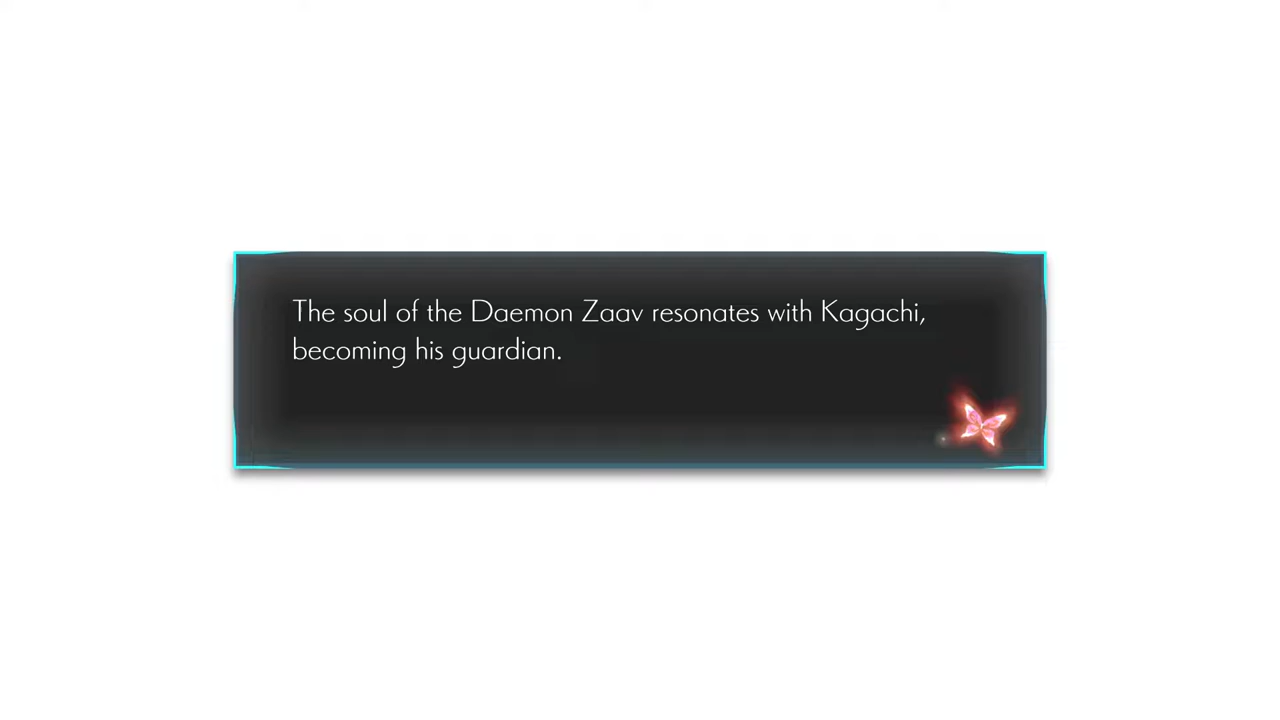 The soul of the Daemon Zaav resonates with Kagachi,
becoming his guardian.